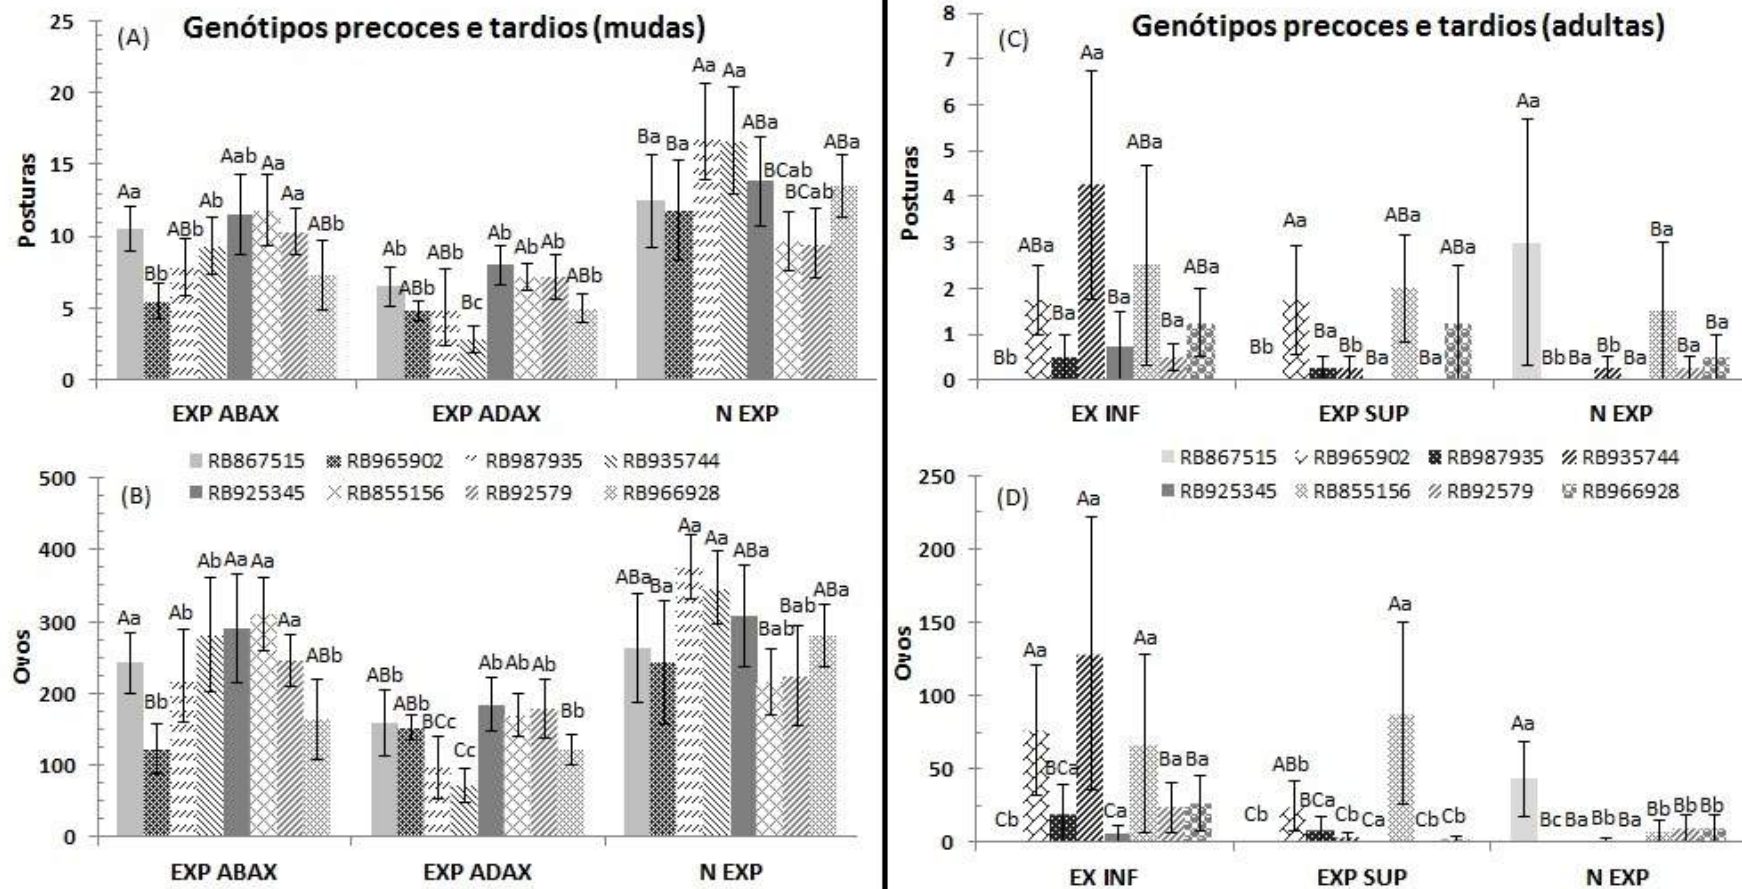 Genótipos precoces e tardios (mudas)
(A)
Posturas
25
20
15
10
5
0
Aa Bb ABb Ab Aab Aa Aa ABb
Ab ABb ABb Bc Ab Ab Ab ABb
Ba Ba Aa Aa ABa BCab BCab ABa
EXP ABAX EXP ADAX N EXP
RB867515 RB965902 RB987935 RB935744
RB925345 RB855156 RB92579 RB966928
(B)
Ovos
500
400
300
200
100
0
Aa Bb Ab Ab Aa Aa Aa ABb
ABb ABb BCc Cc Ab Ab Ab Bb
ABa Ba Aa Aa ABa Bab Bab ABa
EXP ABAX EXP ADAX N EXP
Genótipos precoces e tardios (adultas)
(C)
Posturas
8
7
6
5
4
3
2
1
0
Bb ABa Ba Aa Ba ABa Ba ABa
Bb Aa Ba Bb Ba ABa Ba ABa
Aa Bb Ba Bb Ba Ba Ba Ba
EX INF EXP SUP N EXP
RB867515 RB965902 RB987935 RB935744
RB925345 RB855156 RB92579 RB966928
(D)
Ovos
250
200
150
100
50
0
Cb Aa BCa Aa Ca Aa Ba Ba
Cb ABb BCa Cb Ca Aa Cb Cb
Aa Bc Ba Bb Ba Bb Bb Bb
EX INF EXP SUP N EXP